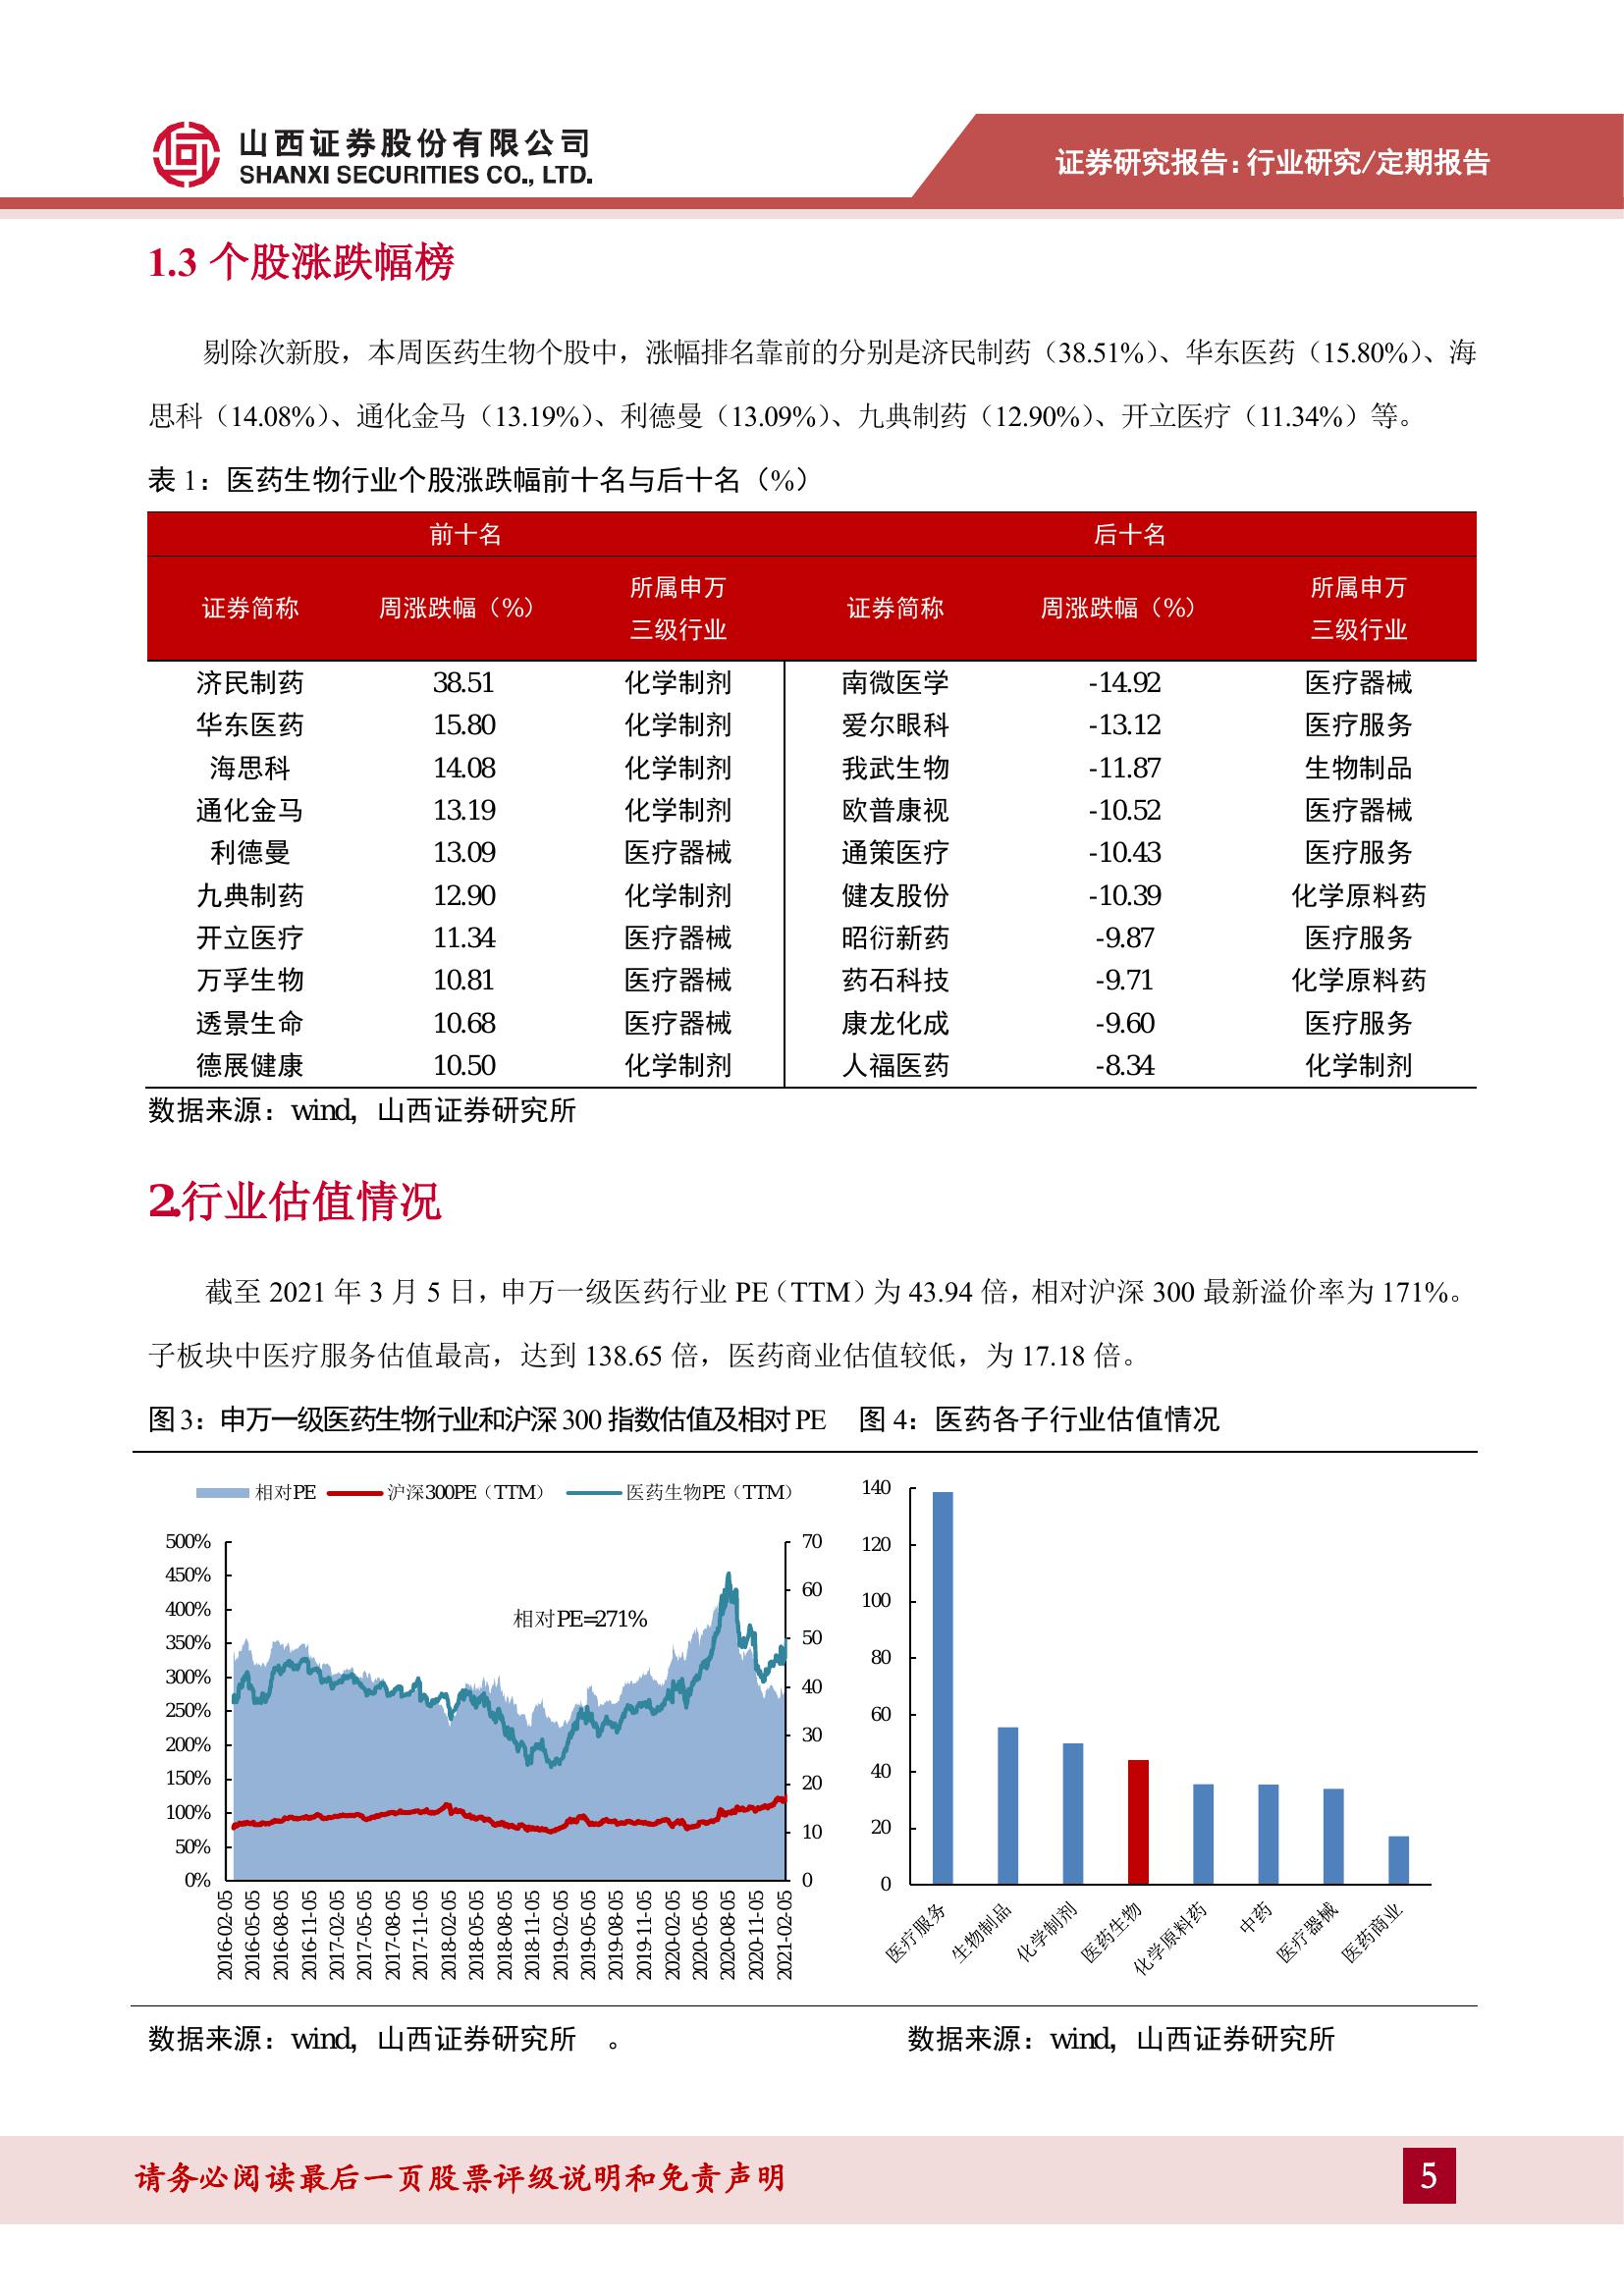 山西证券股份有限公司
SHANXI SECURITIES CO., LTD.
证券研究报告:行业研究/定期报告
1.3 个股涨跌幅榜
剔除次新股，本周医药生物个股中，涨幅排名靠前的分别是济民制药（38.51%）、华东医药（15.80%）、海
思科（14.08%）、通化金马（13.19%）、利德曼（13.09%）、九典制药（12.90%）、开立医疗（11.34%）等。
表 1：医药生物行业个股涨跌幅前十名与后十名（%）
前十名 后十名
证券简称 周涨跌幅（%） 所属申万三级行业 证券简称 周涨跌幅（%） 所属申万三级行业
济民制药 38.51 化学制剂 南微医学 -14.92 医疗器械
华东医药 15.80 化学制剂 爱尔眼科 -13.12 医疗服务
海思科 14.08 化学制剂 我武生物 -11.87 生物制品
通化金马 13.19 化学制剂 欧普康视 -10.52 医疗器械
利德曼 13.09 医疗器械 通策医疗 -10.43 医疗服务
九典制药 12.90 化学制剂 健友股份 -10.39 化学原料药
开立医疗 11.34 医疗器械 昭衍新药 -9.87 医疗服务
万孚生物 10.81 医疗器械 药石科技 -9.71 化学原料药
透景生命 10.68 医疗器械 康龙化成 -9.60 医疗服务
德展健康 10.50 化学制剂 人福医药 -8.34 化学制剂
数据来源：wind，山西证券研究所
2.行业估值情况
截至 2021 年 3 月 5 日，申万一级医药行业 PE（TTM）为 43.94 倍，相对沪深 300 最新溢价率为 171%。
子板块中医疗服务估值最高，达到 138.65 倍，医药商业估值较低，为 17.18 倍。
图 3：申万一级医药生物行业和沪深 300 指数估值及相对 PE
图 4：医药各子行业估值情况
相对PE 沪深300PE（TTM） 医药生物PE（TTM）
500%
450%
400%
350%
300%
250%
200%
150%
100%
50%
0%
相对PE=271%
70
60
50
40
30
20
10
0
2016-02-05
2016-05-05
2016-08-05
2016-11-05
2017-02-05
2017-05-05
2017-08-05
2017-11-05
2018-02-05
2018-05-05
2018-08-05
2018-11-05
2019-02-05
2019-05-05
2019-08-05
2019-11-05
2020-02-05
2020-05-05
2020-08-05
2020-11-05
2021-02-05
140
120
100
80
60
40
20
0
医疗服务
生物制品
化学制剂
医药生物
化学原料药
中药
医疗器械
医药商业
数据来源：wind，山西证券研究所 。
数据来源：wind，山西证券研究所
请务必阅读最后一页股票评级说明和免责声明
5